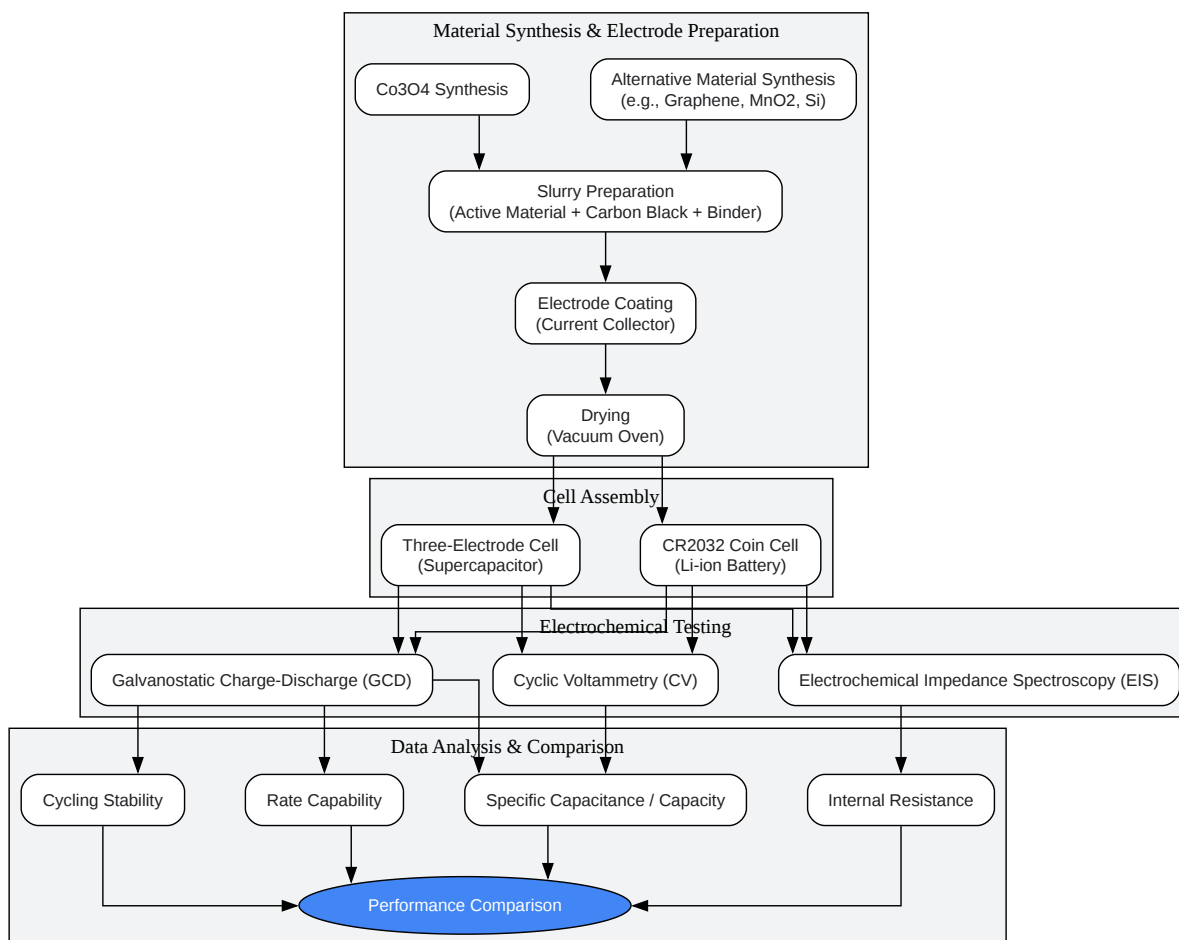 Material Synthesis & Electrode Preparation
Co3O4 Synthesis
Alternative Material Synthesis
(e.g., Graphene, MnO2, Si)
Slurry Preparation
(Active Material + Carbon Black + Binder)
Electrode Coating
(Current Collector)
Drying
(Vacuum Oven)
Cell Assembly
Three-Electrode Cell
(Supercapacitor)
CR2032 Coin Cell
(Li-ion Battery)
Electrochemical Testing
Galvanostatic Charge-Discharge (GCD)
Cyclic Voltammetry (CV)
Electrochemical Impedance Spectroscopy (EIS)
Data Analysis & Comparison
Cycling Stability
Rate Capability
Specific Capacitance / Capacity
Internal Resistance
Performance Comparison